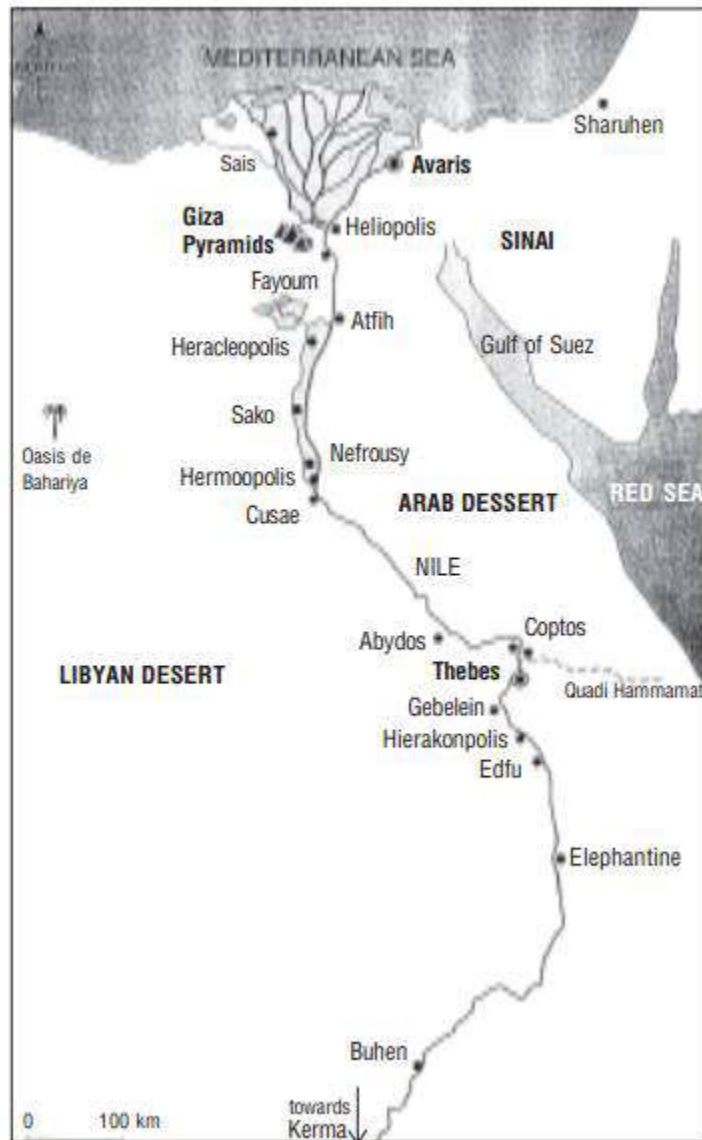 MEDITERRANEAN SEA
Sharuhen
Sais
Avaris
Giza
Pyramids
Heliopolis
SINAI
Fayoum
Atfih
Heracleopolis
Gulf of Suez
Sako
Oasis de
Bahariya
Nefrousy
Hermoopolis
Cusae
ARAB DESSERT
RED SEA
NILE
Abydos
Coptos
LIBYAN DESERT
Thebes
Quadi Hammamat
Gebelein
Hierakonpolis
Edfu
Elephantine
Buhen
0 100 km
towards
Kerma